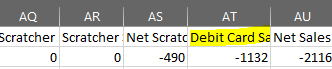 AQ AR AS AT AU
Scratcher Scratcher Net Scratc Debit Card Sa Net Sales
0 0 -490 -1132 -2116